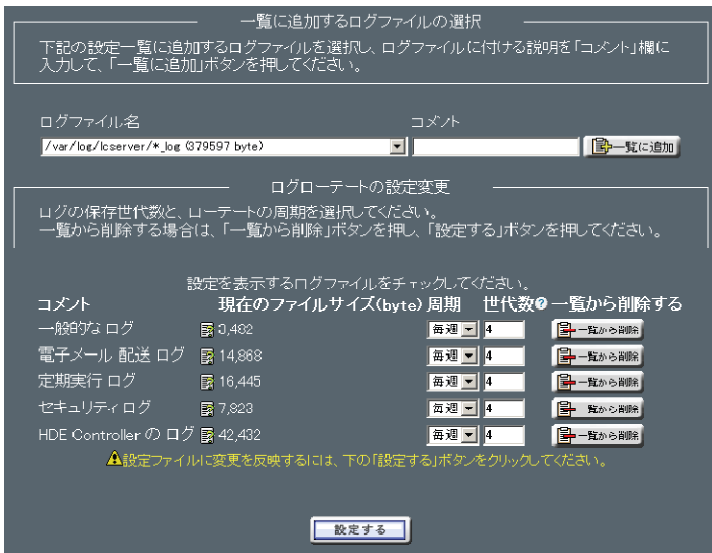 一覧に追加するログファイルの選択
下記の設定一覧に追加するログファイルを選択し、ログファイルに付ける説明を「コメント」欄に
入力して、「一覧に追加」ボタンを押してください。
ログファイル名 コメント
/var/log/lcserver/*_log (379597 byte) 一覧に追加
ログローテートの設定変更
ログの保存世代数と、ローテートの周期を選択してください。
一覧から削除する場合は、「一覧から削除」ボタンを押し、「設定する」ボタンを押してください。
設定を表示するログファイルをチェックしてください。
コメント 現在のファイルサイズ(byte) 周期 世代数 一覧から削除する
一般的な ログ 3,482 毎週 4 一覧から削除
電子メール 配送 ログ 14,868 毎週 4 一覧から削除
定期実行 ログ 16,445 毎週 4 一覧から削除
セキュリティ ログ 7,823 毎週 4 一覧から削除
HDE Controller の ログ 42,432 毎週 4 一覧から削除
設定ファイルに変更を反映するには、下の「設定する」ボタンをクリックしてください。
設定する